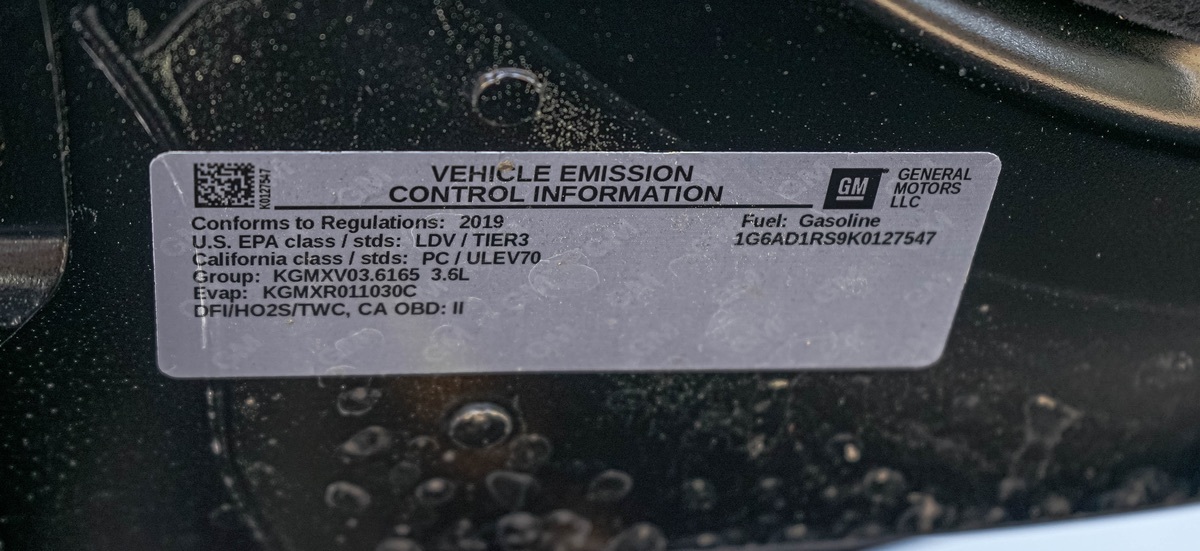 VEHICLE EMISSION
CONTROL INFORMATION
K0127547
GM
GENERAL
MOTORS
LLC
Conforms to Regulations: 2019
U.S. EPA class / stds: LDV / TIER3
California class / stds: PC / ULEV70
Group: KGMXV03.6165 3.6L
Evap: KGMXR011030C
DFI/HO2S/TWC, CA OBD: II
Fuel: Gasoline
1G6AD1RS9K0127547